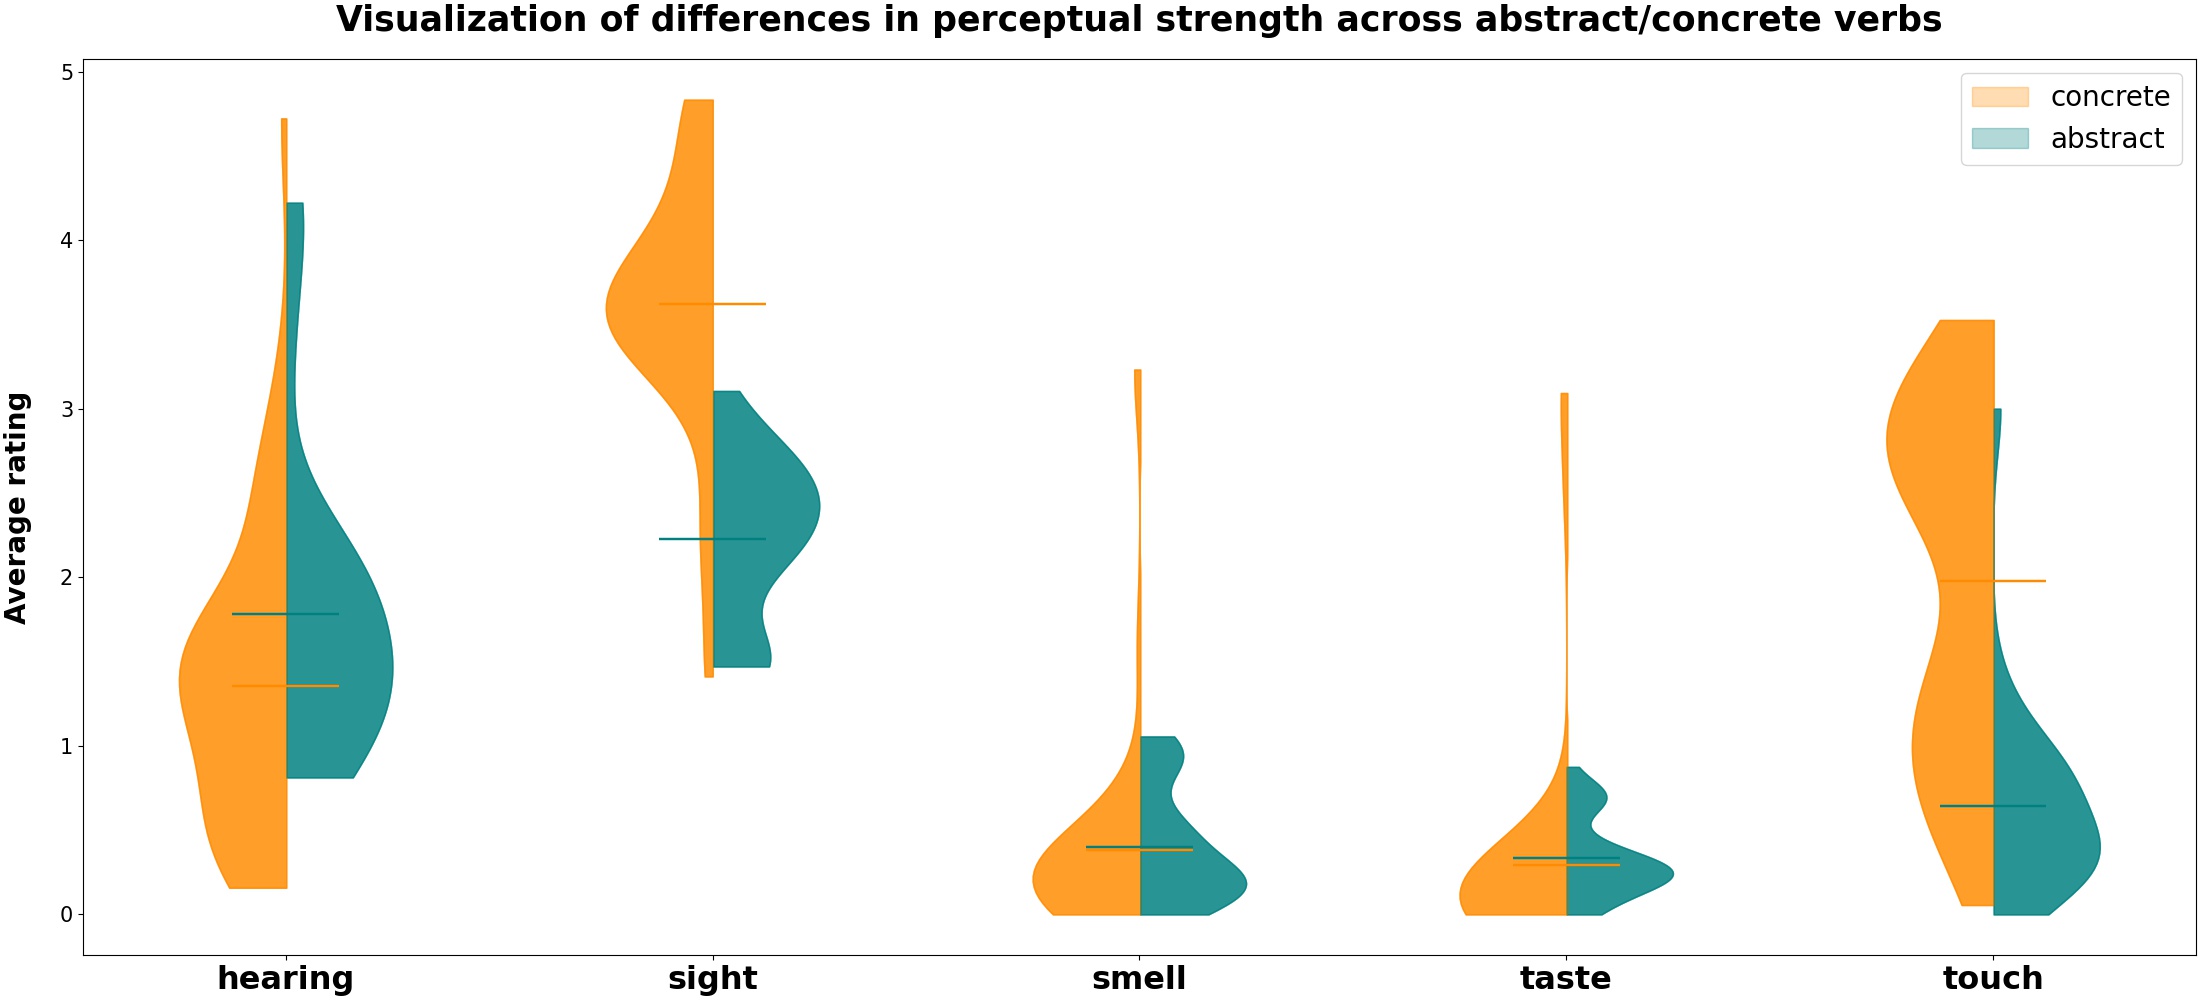 Visualization of differences in perceptual strength across abstract/concrete verbs
concrete
abstract
Average rating
5
4
3
2
1
0
hearing sight smell taste touch